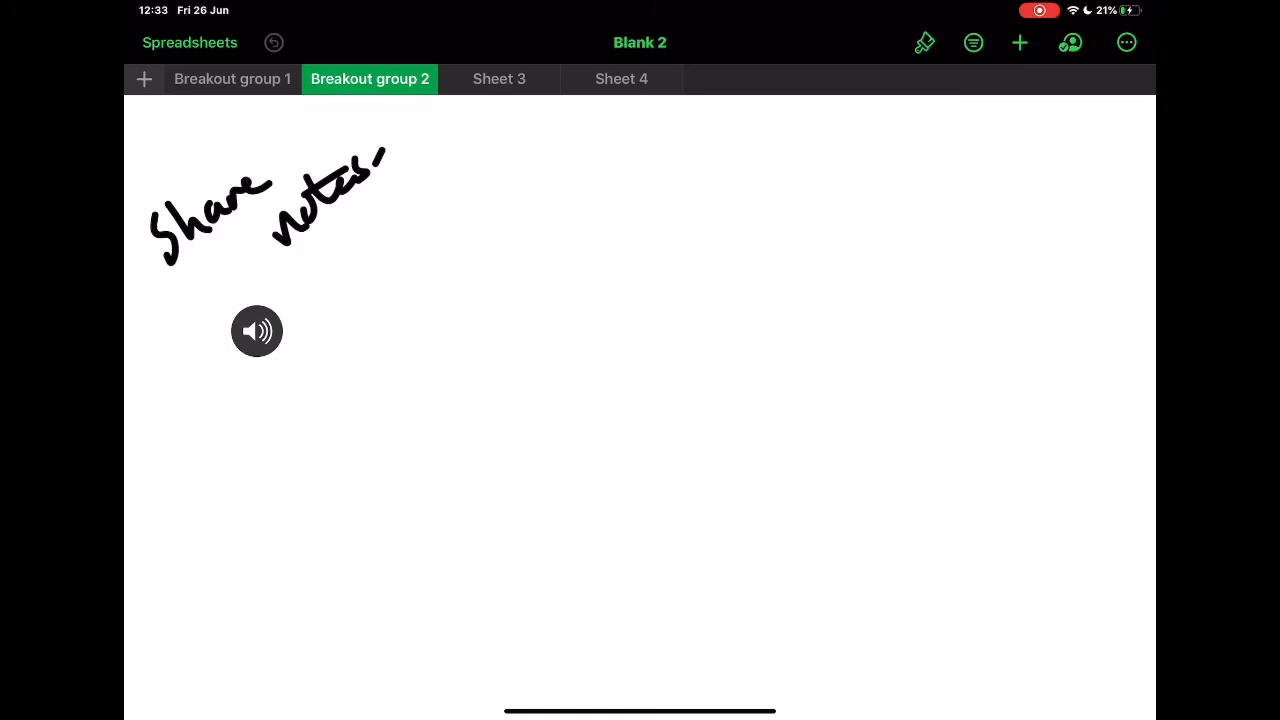 12:33 Fri 26 Jun 21%
Spreadsheets Blank 2
Breakout group 1 Breakout group 2 Sheet 3 Sheet 4
Share
notes.